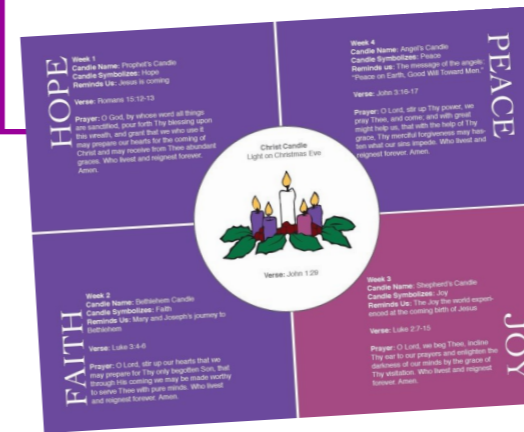 HOPE
Week 1
Candle Name: Prophet's Candle
Candle Symbolizes: Hope
Reminds Us: Jesus is coming
Verse: Romans 15:12-13
Prayer: O God, by whose word all things
are sanctified, pour forth Thy blessing upon
this wreath, and grant that we who use it
may prepare our hearts for the coming of
Christ and may receive from Thee abundant
graces. Who livest and reignest forever.
Amen.
PEACE
Week 4
Candle Name: Angel's Candle
Candle Symbolizes: Peace
Reminds us: The message of the angels:
"Peace on Earth, Good Will Toward Men."
Verse: John 3:16-17
Prayer: O Lord, stir up Thy power, we
pray Thee, and come; and with great
might help us, that with the help of Thy
grace, Thy merciful forgiveness may has-
ten what our sins impede. Who livest and
reignest forever. Amen.
Christ Candle
Light on Christmas Eve
Verse: John 1:29
FAITH
Week 2
Candle Name: Bethlehem Candle
Candle Symbolizes: Faith
Reminds Us: Mary and Joseph's journey to
Bethlehem
Verse: Luke 3:4-6
Prayer: O Lord, stir up our hearts that we
may prepare for Thy only begotten Son, that
through His coming we may be made worthy
to serve Thee with pure minds. Who livest
and reignest forever. Amen.
JOY
Week 3
Candle Name: Shepherd's Candle
Candle Symbolizes: Joy
Reminds Us: The Joy the world experi-
enced at the coming birth of Jesus
Verse: Luke 2:7-15
Prayer: O Lord, we beg Thee, incline
Thy ear to our prayers and enlighten the
darkness of our minds by the grace of
Thy visitation. Who livest and reignest
forever. Amen.